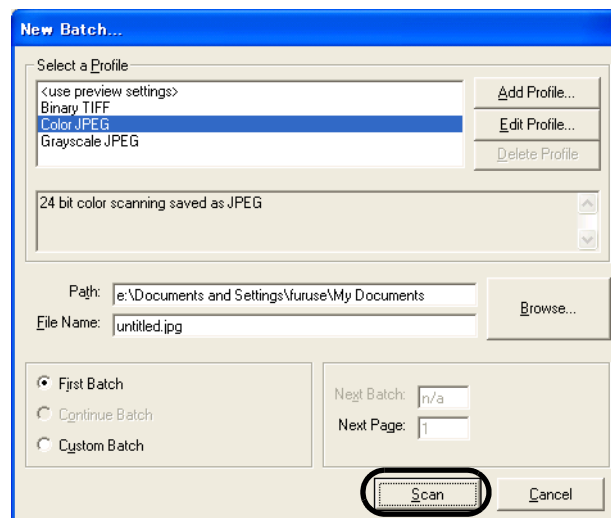 New Batch...
Select a Profile
<use preview settings>
Binary TIFF
Color JPEG
Grayscale JPEG
Add Profile...
Edit Profile...
Delete Profile
24 bit color scanning saved as JPEG
Path: e:\Documents and Settings\furuse\My Documents
File Name: untitled.jpg
Browse...
First Batch
Continue Batch
Custom Batch
Next Batch: n/a
Next Page: 1
Scan
Cancel